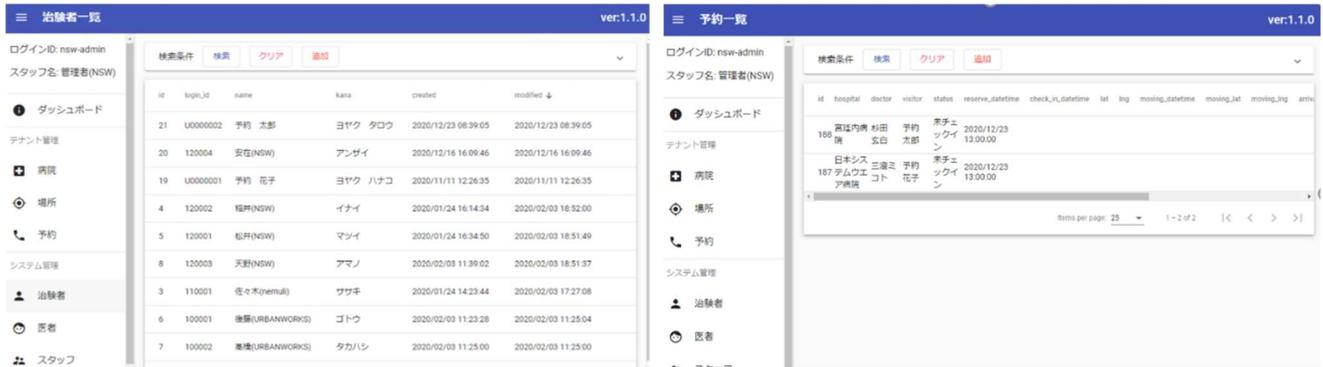 治験者一覧 ver:1.1.0
ログインID: nsw-admin
スタッフ名: 管理者(NSW)
ダッシュボード
テナント管理
病院
場所
予約
システム管理
治験者
医者
スタッフ
検索条件 検索 クリア 追加
id login_id name kana created modified ↓
21 U0000002 予約 太郎 ヨヤク タロウ 2020/12/23 08:39:05 2020/12/23 08:39:05
20 120004 安在(NSW) アンザイ 2020/12/16 16:09:46 2020/12/16 16:09:46
19 U0000001 予約 花子 ヨヤク ハナコ 2020/11/11 12:26:35 2020/11/11 12:26:35
4 120002 稲井(NSW) イナイ 2020/01/24 16:14:34 2020/02/03 18:52:00
5 120001 松井(NSW) マツイ 2020/01/24 16:34:50 2020/02/03 18:51:49
8 120003 天野(NSW) アマノ 2020/02/03 11:39:02 2020/02/03 18:51:37
3 110001 佐々木(nemuli) ササキ 2020/01/24 14:23:44 2020/02/03 17:27:08
6 100001 後藤(URBANWORKS) ゴトウ 2020/02/03 11:23:28 2020/02/03 11:25:04
7 100002 高橋(URBANWORKS) タカハシ 2020/02/03 11:25:00 2020/02/03 11:25:00
予約一覧 ver:1.1.0
ログインID: nsw-admin
スタッフ名: 管理者(NSW)
ダッシュボード
テナント管理
病院
場所
予約
システム管理
治験者
医者
検索条件 検索 クリア 追加
id hospital doctor visitor status reserve_datetime check_in_datetime lat lng moving_datetime moving_lat moving_lng arriv
未チェ
宮廷内病 杉田 予約 ックイ 2020/12/23
188 院 玄白 太郎 ン 13:00:00
日本シス 未チェ
187 テムウエ 予約 ックイ 2020/12/23
ア病院 コト 花子 ン 13:00:00
Items per page: 25 1 – 2 of 2